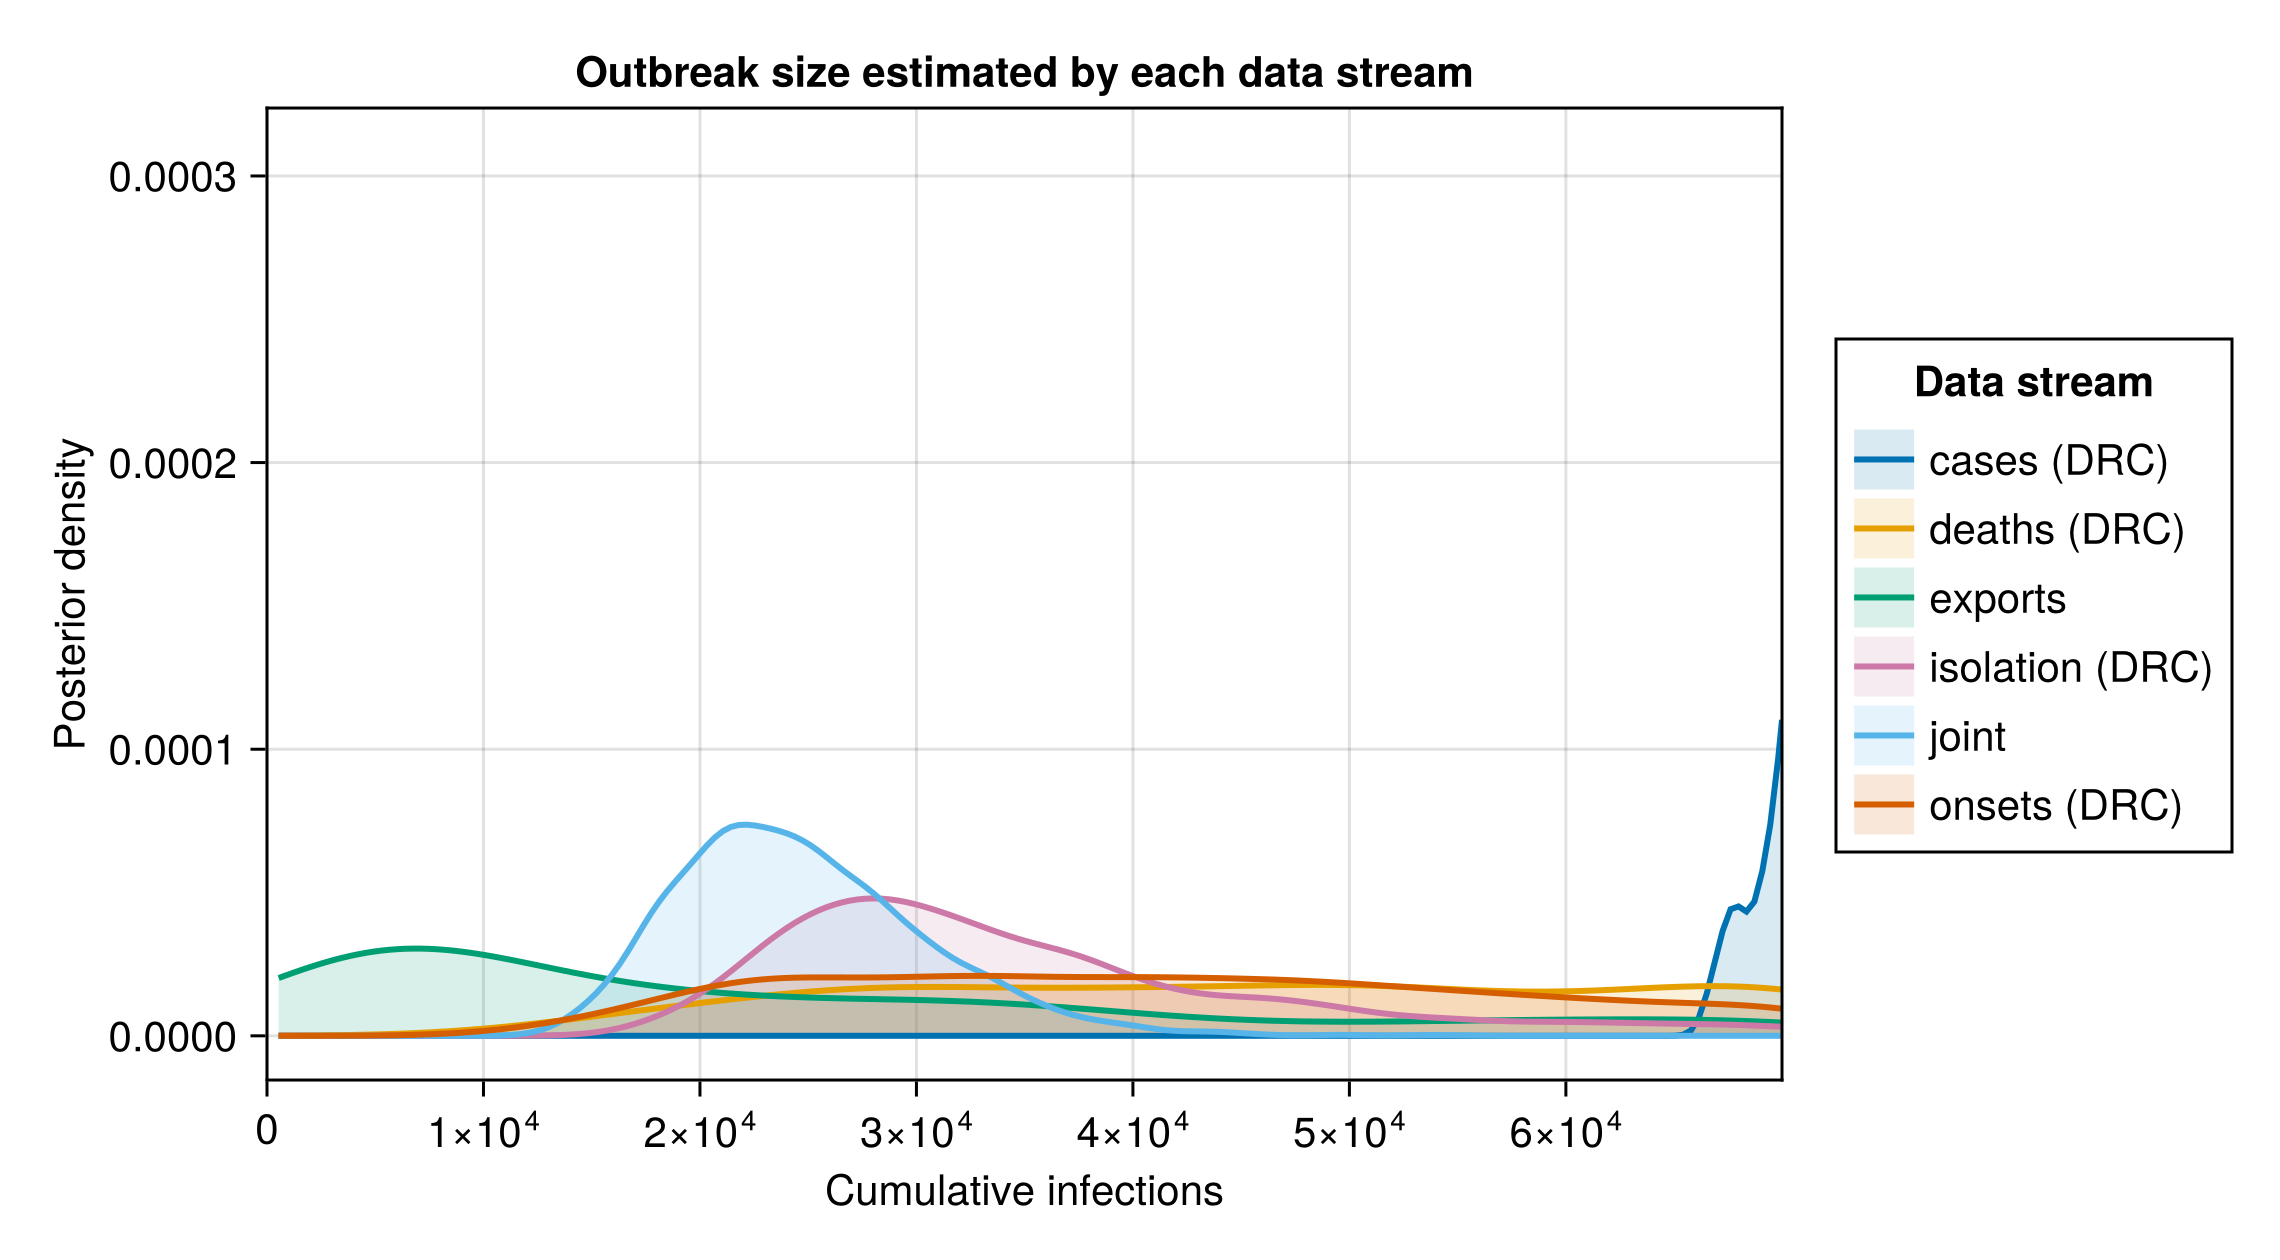 Outbreak size estimated by each data stream
Posterior density
0.0003
0.0002
0.0001
0.0000
0
1×10⁴
2×10⁴
3×10⁴
4×10⁴
5×10⁴
6×10⁴
Cumulative infections
Data stream
cases (DRC)
deaths (DRC)
exports
isolation (DRC)
joint
onsets (DRC)